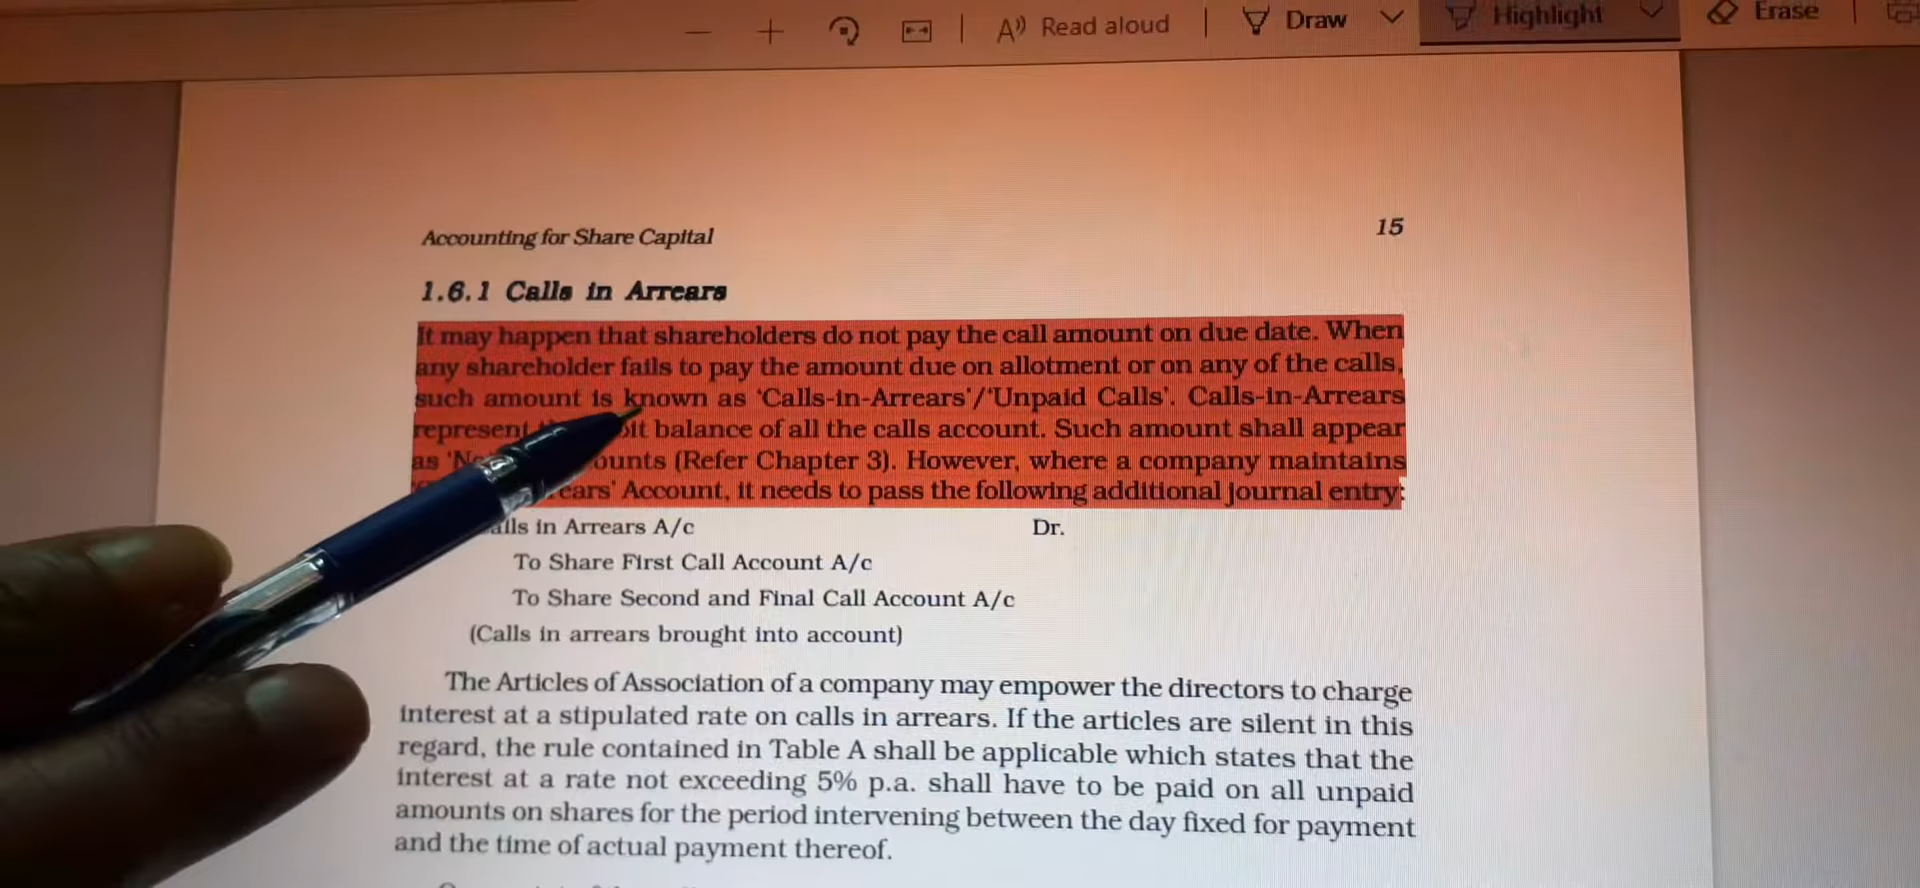 Read aloud
Draw
Highlight
Erase
Accounting for Share Capital 15
1.6.1 Calls in Arrears
It may happen that shareholders do not pay the call amount on due date. When
any shareholder fails to pay the amount due on allotment or on any of the calls,
such amount is known as ‘Calls-in-Arrears’/‘Unpaid Calls’. Calls-in-Arrears
represent balance of all the calls account. Such amount shall appear
as (Refer Chapter 3). However, where a company maintains
Account, it needs to pass the following additional journal entry:
in Arrears A/c Dr.
To Share First Call Account A/c
To Share Second and Final Call Account A/c
(Calls in arrears brought into account)
The Articles of Association of a company may empower the directors to charge
interest at a stipulated rate on calls in arrears. If the articles are silent in this
regard, the rule contained in Table A shall be applicable which states that the
interest at a rate not exceeding 5% p.a. shall have to be paid on all unpaid
amounts on shares for the period intervening between the day fixed for payment
and the time of actual payment thereof.